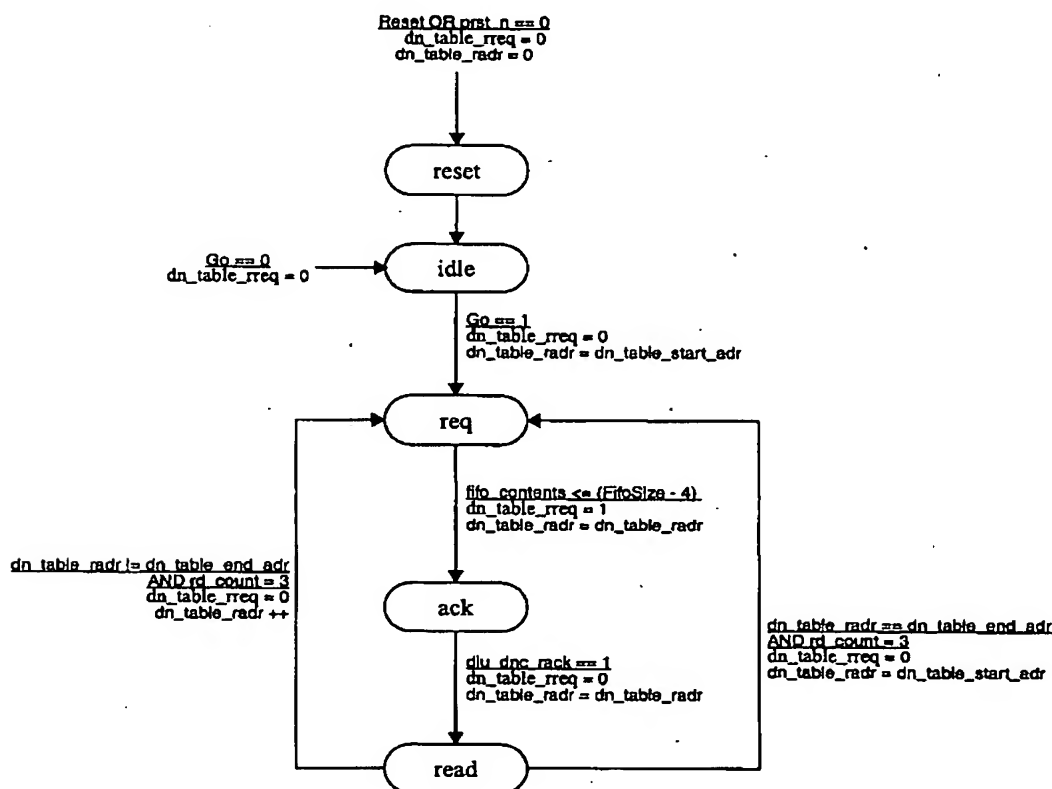 Reset OR prst_n == 0
dn_table_rreq = 0
dn_table_radr = 0
reset
Go == 0
dn_table_rreq = 0
idle
Go == 1
dn_table_rreq = 0
dn_table_radr = dn_table_start_adr
req
fifo_contents <= (FifoSize - 4)
dn_table_rreq = 1
dn_table_radr = dn_table_radr
dn_table_radr != dn_table_end_adr
AND rd_count = 3
dn_table_rreq = 0
dn_table_radr ++
ack
dn_table_radr == dn_table_end_adr
AND rd_count = 3
dn_table_rreq = 0
dn_table_radr = dn_table_start_adr
diu_dnc_rack == 1
dn_table_rreq = 0
dn_table_radr = dn_table_radr
read